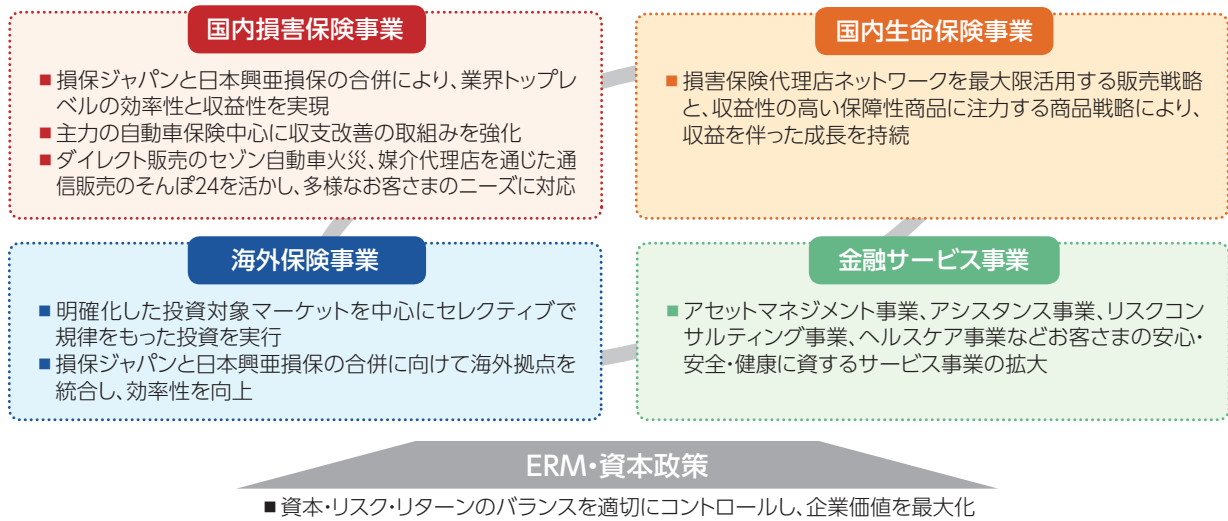 国内損害保険事業
■ 損保ジャパンと日本興亜損保の合併により、業界トップレ
ベルの効率性と収益性を実現
■ 主力の自動車保険中心に収支改善の取組みを強化
■ ダイレクト販売のセゾン自動車火災、媒介代理店を通じた通
信販売のそんぽ24を活かし、多様なお客さまのニーズに対応
国内生命保険事業
■ 損害保険代理店ネットワークを最大限活用する販売戦略
と、収益性の高い保障性商品に注力する商品戦略により、
収益を伴った成長を持続
海外保険事業
■ 明確化した投資対象マーケットを中心にセレクティブで
規律をもった投資を実行
■ 損保ジャパンと日本興亜損保の合併に向けて海外拠点を
統合し、効率性を向上
金融サービス事業
■ アセットマネジメント事業、アシスタンス事業、リスクコン
サルティング事業、ヘルスケア事業などお客さまの安心・
安全・健康に資するサービス事業の拡大
ERM・資本政策
■ 資本・リスク・リターンのバランスを適切にコントロールし、企業価値を最大化